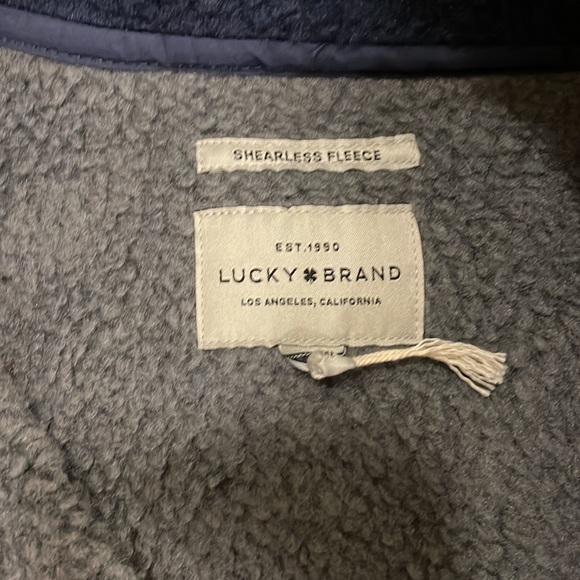 SHEARLESS FLEECE
EST.1990
LUCKY BRAND
LOS ANGELES, CALIFORNIA